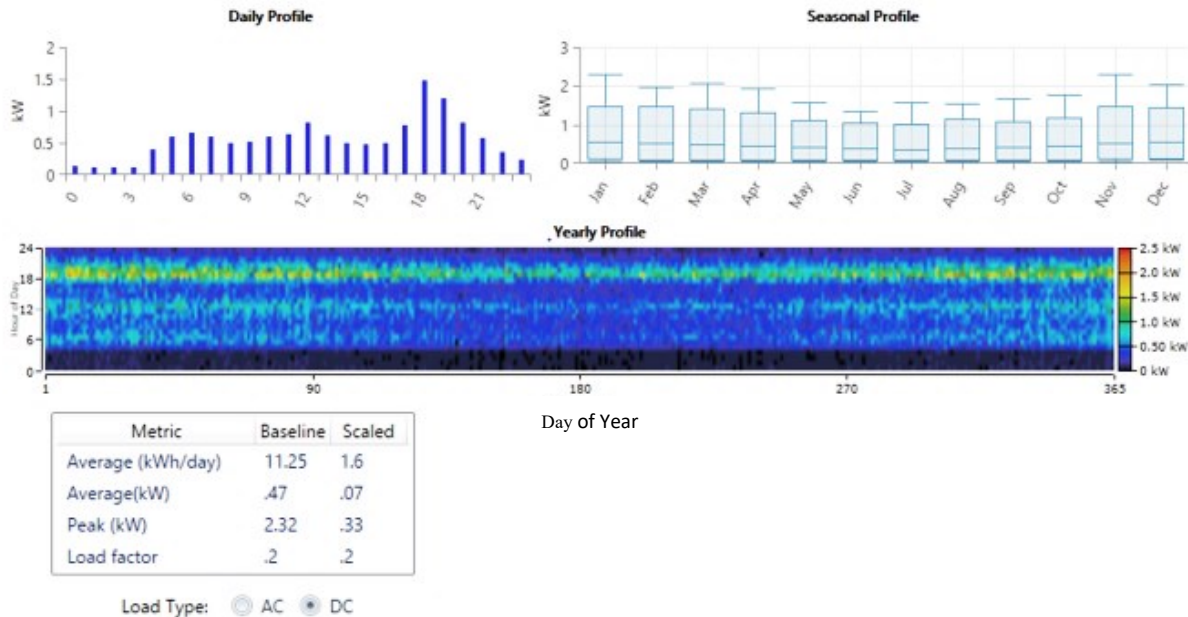 Daily Profile
2
1.5
1
0.5
0
kW
0 3 6 9 12 15 18 21
Seasonal Profile
3
2
1
0
kW
Jan Feb Mar Apr May Jun Jul Aug Sep Oct Nov Dec
Yearly Profile
24
18
12
6
0
Hour of Day
1 90 180 270 365
2.5 kW
2.0 kW
1.5 kW
1.0 kW
0.50 kW
0 kW
Day of Year
Metric Baseline Scaled
Average (kWh/day) 11.25 1.6
Average(kW) .47 .07
Peak (kW) 2.32 .33
Load factor .2 .2
Load Type: AC DC